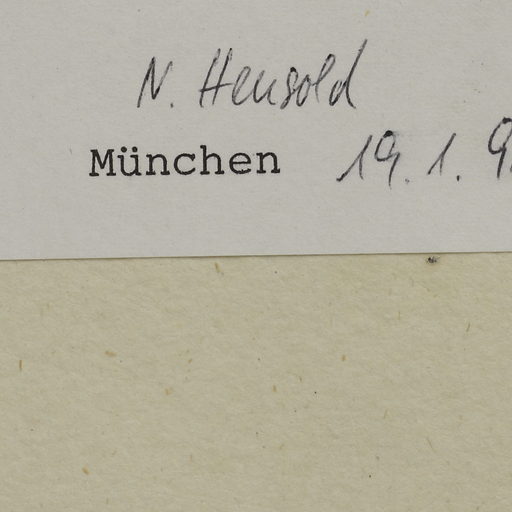 N. Hensold
München 19. 1. 9